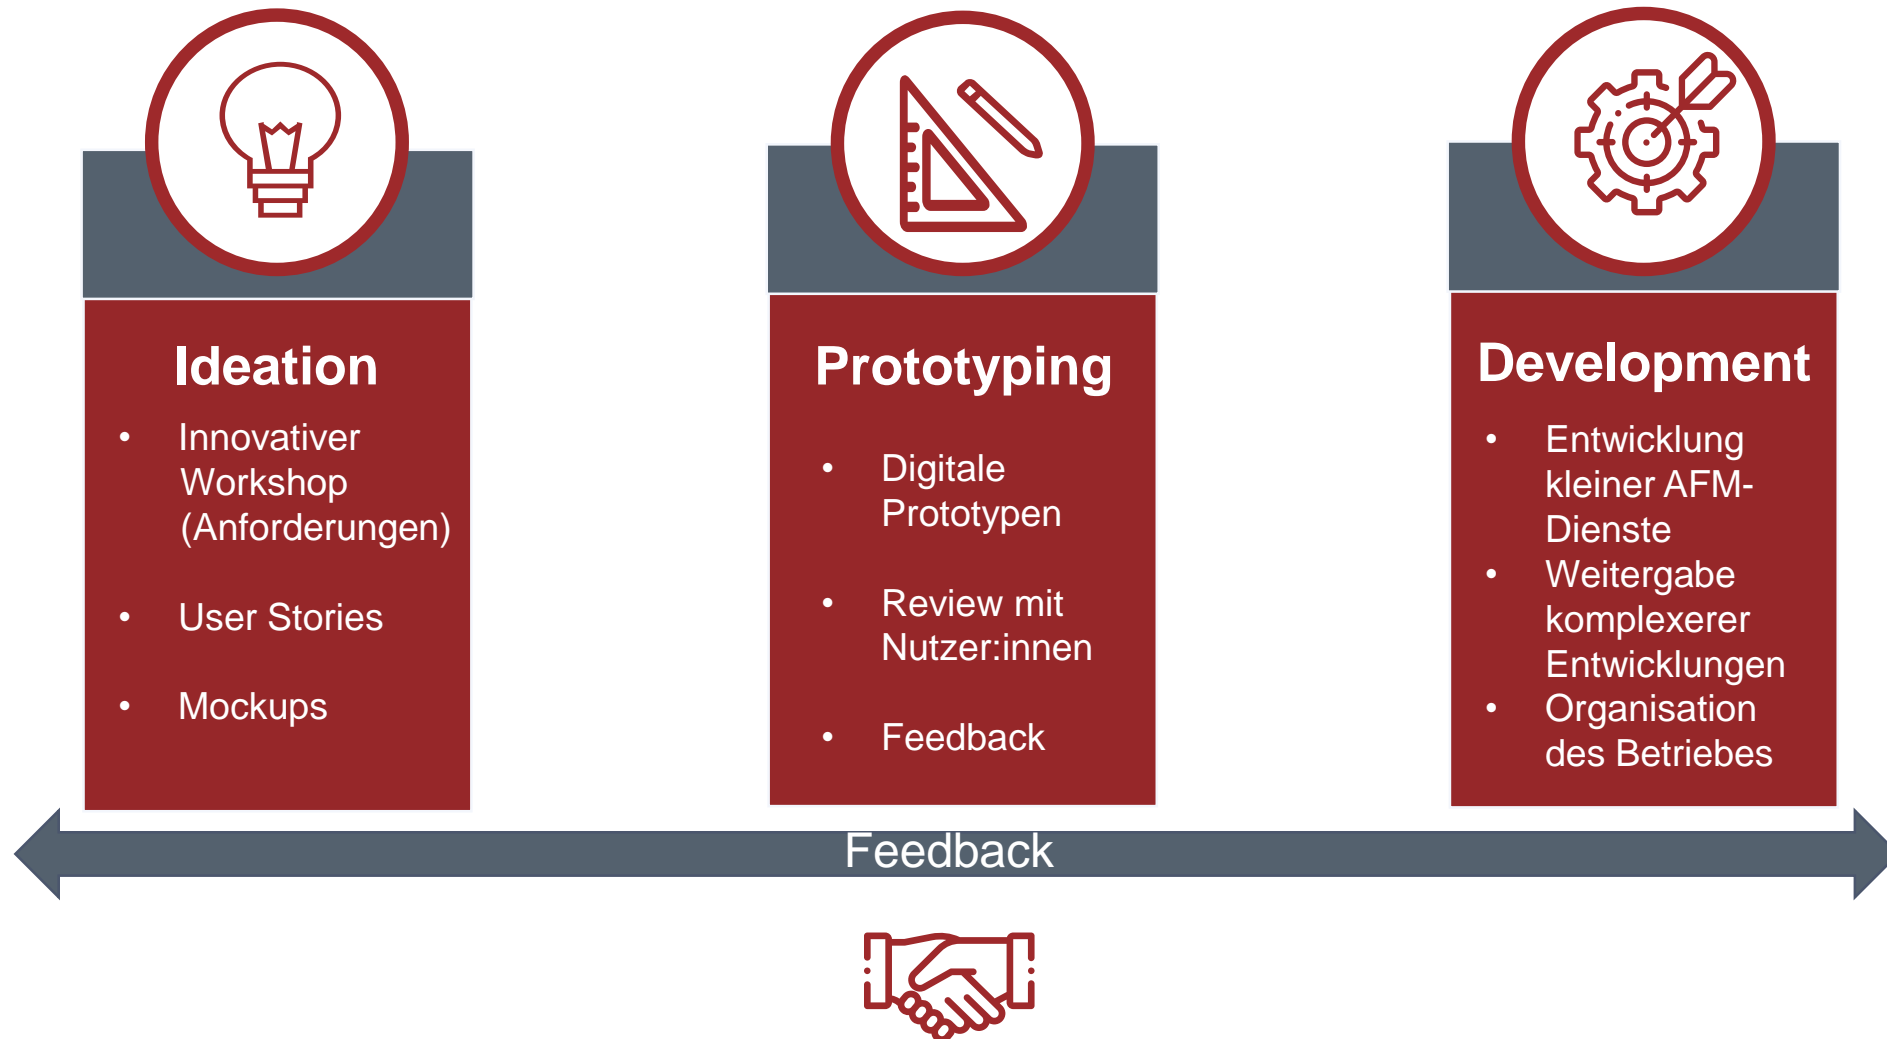 Ideation
• Innovativer
Workshop
(Anforderungen)
• User Stories
• Mockups
Prototyping
• Digitale
Prototypen
• Review mit
Nutzer:innen
• Feedback
Development
• Entwicklung
kleiner AFM-
Dienste
• Weitergabe
komplexerer
Entwicklungen
• Organisation
des Betriebes
Feedback